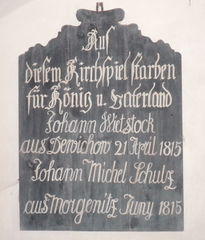 Aus
diesem Kirchspiel starben
für König u. Vaterland
Johann Vietstock
aus Dewichow 21 April 1815
Johann Michel Schulz
aus Morgenitz Juny 1815